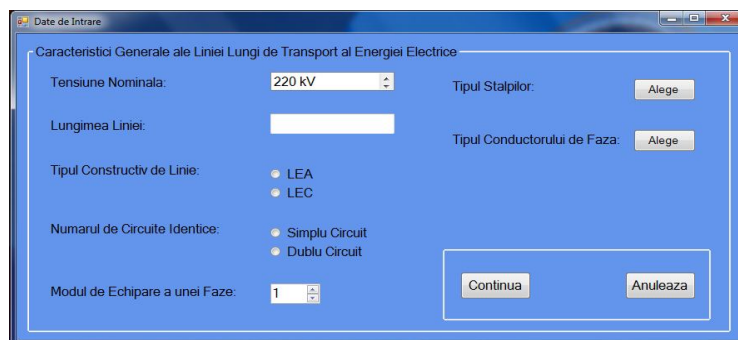 Date de Intrare
Caracteristici Generale ale Liniei Lungi de Transport al Energiei Electrice
Tensiune Nominala:
220 kV
Tipul Stalpilor:
Alege
Lungimea Liniei:
Tipul Conductorului de Faza:
Alege
Tipul Constructiv de Linie:
LEA
LEC
Numarul de Circuite Identice:
Simplu Circuit
Dublu Circuit
Modul de Echipare a unei Faze:
1
Continua
Anuleaza